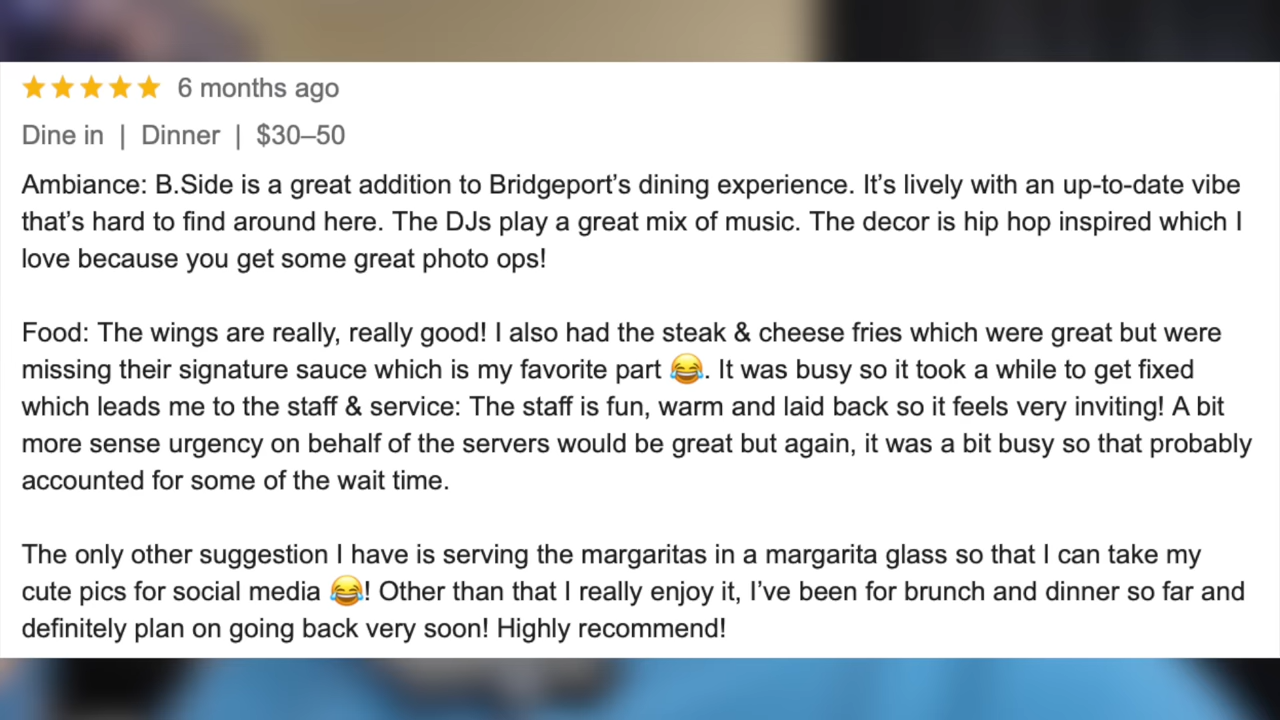 ★★★★★ 6 months ago
Dine in | Dinner | $30–50
Ambiance: B.Side is a great addition to Bridgeport’s dining experience. It’s lively with an up-to-date vibe
that’s hard to find around here. The DJs play a great mix of music. The decor is hip hop inspired which I
love because you get some great photo ops!
Food: The wings are really, really good! I also had the steak & cheese fries which were great but were
missing their signature sauce which is my favorite part 😂. It was busy so it took a while to get fixed
which leads me to the staff & service: The staff is fun, warm and laid back so it feels very inviting! A bit
more sense urgency on behalf of the servers would be great but again, it was a bit busy so that probably
accounted for some of the wait time.
The only other suggestion I have is serving the margaritas in a margarita glass so that I can take my
cute pics for social media 😂! Other than that I really enjoy it, I’ve been for brunch and dinner so far and
definitely plan on going back very soon! Highly recommend!